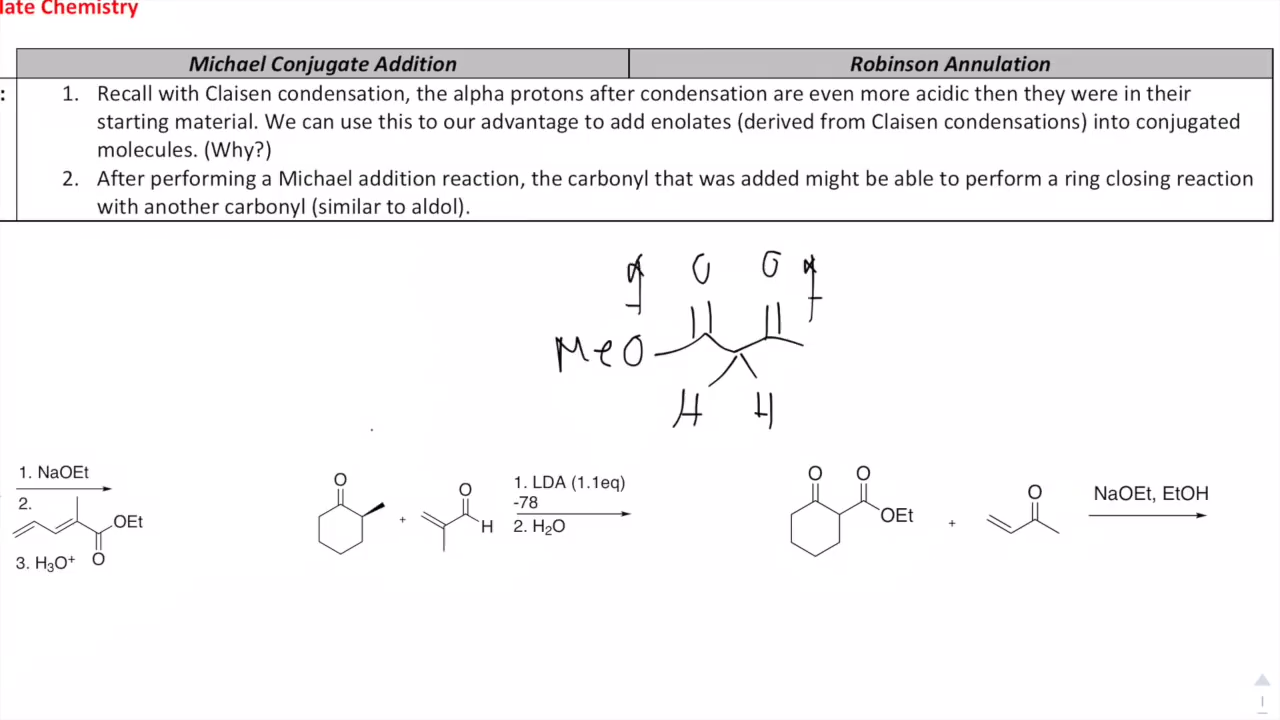 late Chemistry
Michael Conjugate Addition
Robinson Annulation
:
1. Recall with Claisen condensation, the alpha protons after condensation are even more acidic then they were in their
starting material. We can use this to our advantage to add enolates (derived from Claisen condensations) into conjugated
molecules. (Why?)
2. After performing a Michael addition reaction, the carbonyl that was added might be able to perform a ring closing reaction
with another carbonyl (similar to aldol).
O O
MeO
H H
1. NaOEt
2.
OEt
O
3. H₃O⁺
O
+
O
H
1. LDA (1.1eq)
-78
2. H₂O
O O
OEt
+
O
NaOEt, EtOH